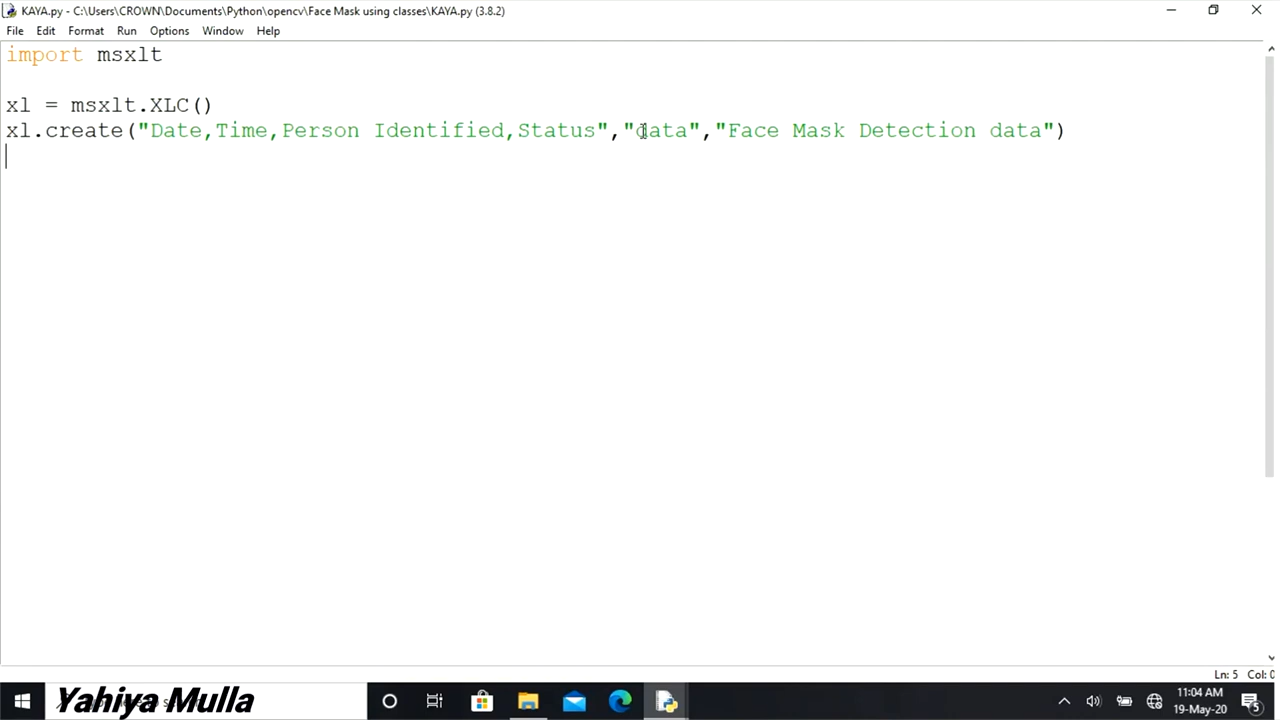 KAYA.py - C:\Users\CROWN\Documents\Python\opencv\Face Mask using classes\KAYA.py (3.8.2)
File Edit Format Run Options Window Help
import msxlt
xl = msxlt.XLC()
xl.create("Date,Time,Person Identified,Status","data","Face Mask Detection data")
Ln: 5 Col: 0
Yahiya Mulla
11:04 AM
19-May-20
5